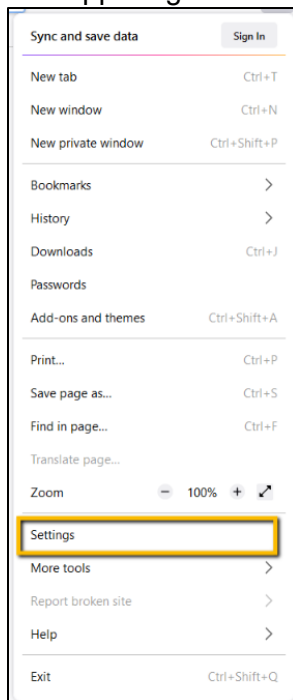 Sync and save data Sign In
New tab Ctrl+T
New window Ctrl+N
New private window Ctrl+Shift+P
Bookmarks
History
Downloads Ctrl+J
Passwords
Add-ons and themes Ctrl+Shift+A
Print... Ctrl+P
Save page as... Ctrl+S
Find in page... Ctrl+F
Translate page...
Zoom − 100% +
Settings
More tools
Report broken site
Help
Exit Ctrl+Shift+Q